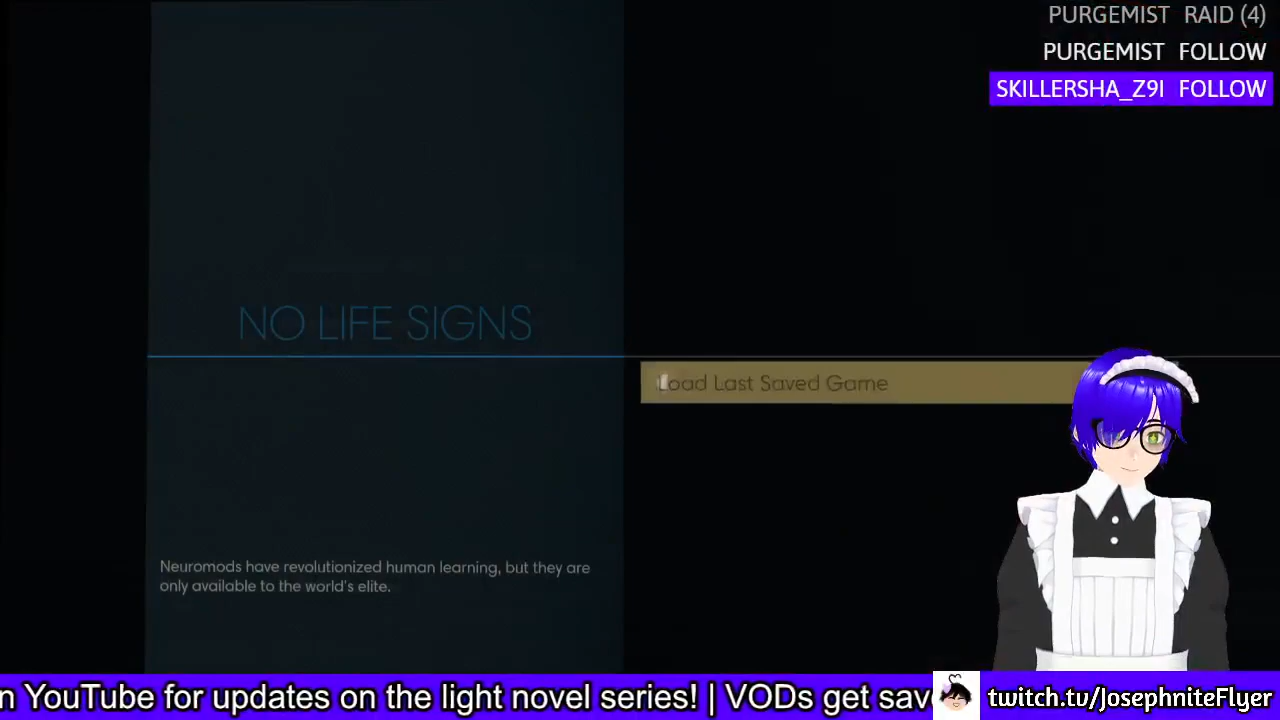 PURGEMIST RAID (4)
PURGEMIST FOLLOW
SKILLERSHA_Z9I FOLLOW
NO LIFE SIGNS
Load Last Saved Game
Neuromods have revolutionized human learning, but they are
only available to the world's elite.
n YouTube for updates on the light novel series! | VODs get save
twitch.tv/JosephniteFlyer